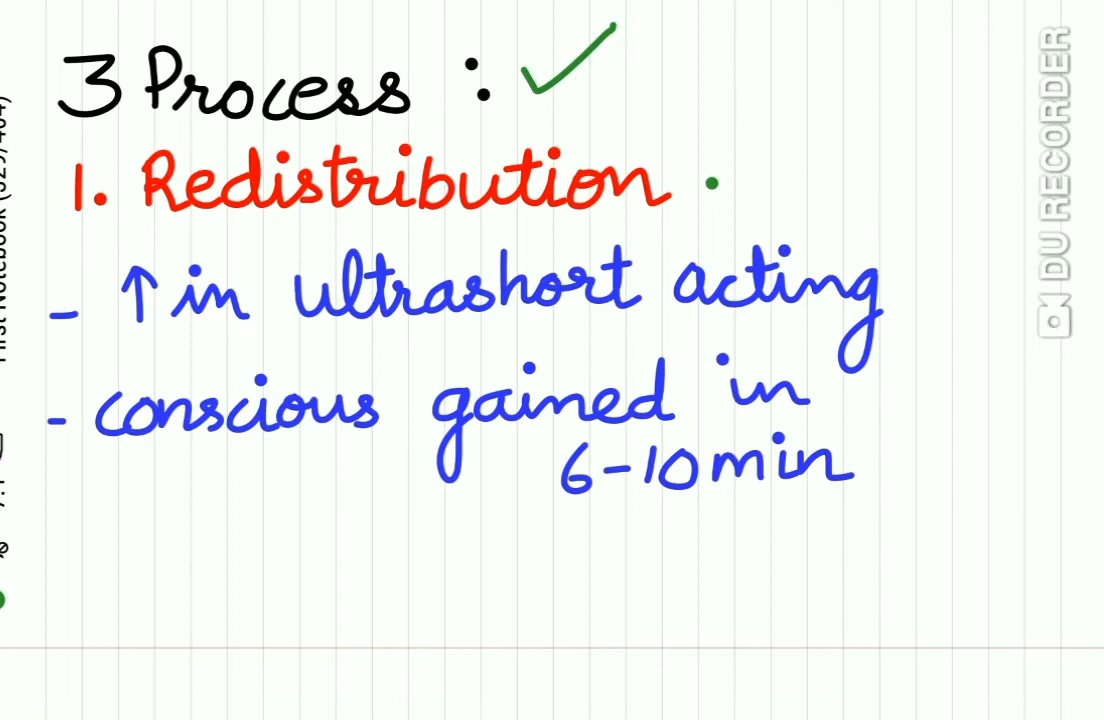 3 Process :
1. Redistribution
- ↑ in ultrashort acting
- conscious gained in
6-10 min
DU RECORDER